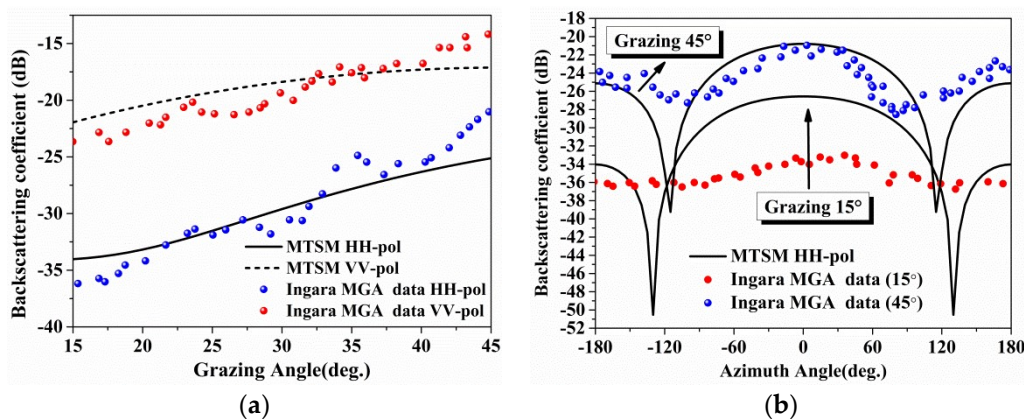 (a)
-15
-20
-25
-30
-35
-40
Backscattering coefficient (dB)
MTSM HH-pol
MTSM VV-pol
Ingara MGA data HH-pol
Ingara MGA data VV-pol
15 20 25 30 35 40 45
Grazing Angle(deg.)
(a)
(b)
-18
-20
-22
-24
-26
-28
-30
-32
-34
-36
-38
-40
-42
-44
-46
-48
-50
-52
Backscattering coefficient (dB)
Grazing 45°
Grazing 15°
MTSM HH-pol
Ingara MGA data (15°)
Ingara MGA data (45°)
-180 -120 -60 0 60 120 180
Azimuth Angle(deg.)
(b)